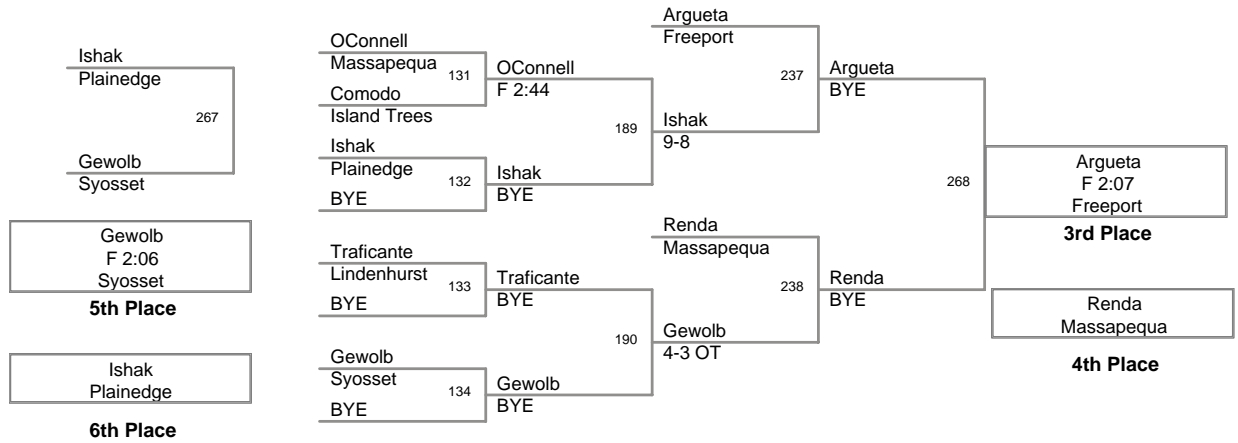 Ishak
Plainedge
267
Gewolb
Syosset
Gewolb
F 2:06
Syosset
5th Place
Ishak
Plainedge
6th Place
OConnell
Massapequa
131
Comodo
Island Trees
Ishak
Plainedge
132
BYE
Traficante
Lindenhurst
133
BYE
Gewolb
Syosset
134
BYE
OConnell
F 2:44
189
Ishak
BYE
Traficante
BYE
190
Gewolb
BYE
Argueta
Freeport
237
Ishak
9-8
Renda
Massapequa
238
Gewolb
4-3 OT
Argueta
BYE
268
Renda
BYE
Argueta
F 2:07
Freeport
3rd Place
Renda
Massapequa
4th Place